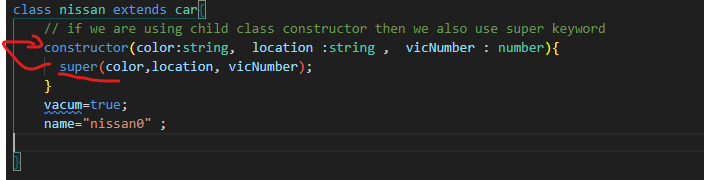 class nissan extends car{
// if we are using child class constructor then we also use super keyword
constructor(color:string,  location :string ,  vicNumber : number){
super(color,location, vicNumber);
}
vacum=true;
name="nissan0" ;
}